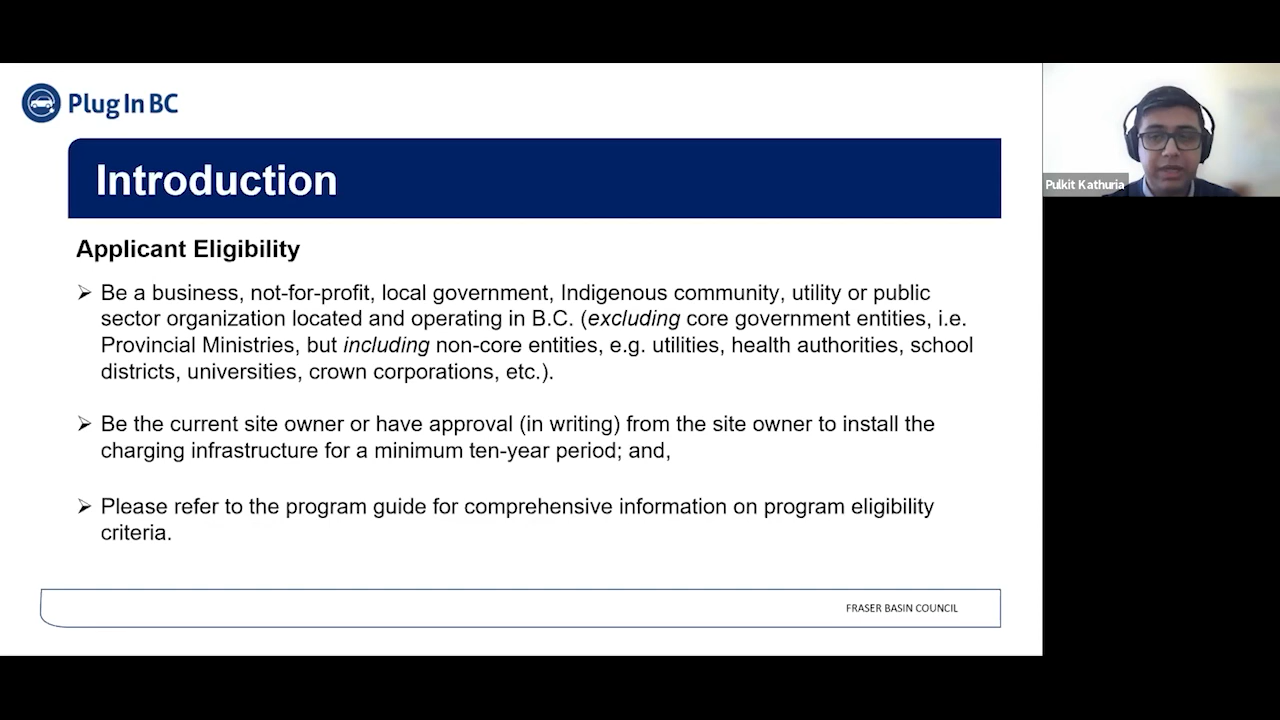 Plug In BC
Introduction
Pulkit Kathuria
Applicant Eligibility
➢ Be a business, not-for-profit, local government, Indigenous community, utility or public
sector organization located and operating in B.C. (excluding core government entities, i.e.
Provincial Ministries, but including non-core entities, e.g. utilities, health authorities, school
districts, universities, crown corporations, etc.).
➢ Be the current site owner or have approval (in writing) from the site owner to install the
charging infrastructure for a minimum ten-year period; and,
➢ Please refer to the program guide for comprehensive information on program eligibility
criteria.
FRASER BASIN COUNCIL